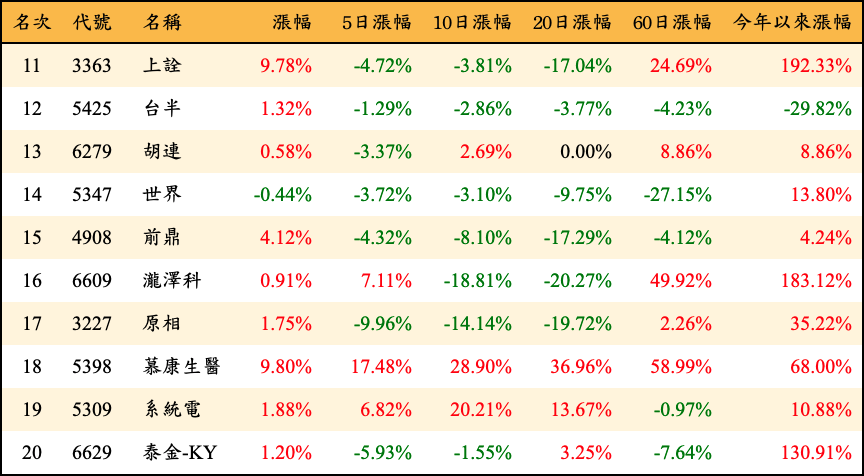 名次 代號 名稱 漲幅 5日漲幅 10日漲幅 20日漲幅 60日漲幅 今年以來漲幅
11 3363 上詮 9.78% -4.72% -3.81% -17.04% 24.69% 192.33%
12 5425 台半 1.32% -1.29% -2.86% -3.77% -4.23% -29.82%
13 6279 胡連 0.58% -3.37% 2.69% 0.00% 8.86% 8.86%
14 5347 世界 -0.44% -3.72% -3.10% -9.75% -27.15% 13.80%
15 4908 前鼎 4.12% -4.32% -8.10% -17.29% -4.12% 4.24%
16 6609 瀧澤科 0.91% 7.11% -18.81% -20.27% 49.92% 183.12%
17 3227 原相 1.75% -9.96% -14.14% -19.72% 2.26% 35.22%
18 5398 慕康生醫 9.80% 17.48% 28.90% 36.96% 58.99% 68.00%
19 5309 系統電 1.88% 6.82% 20.21% 13.67% -0.97% 10.88%
20 6629 泰金-KY 1.20% -5.93% -1.55% 3.25% -7.64% 130.91%